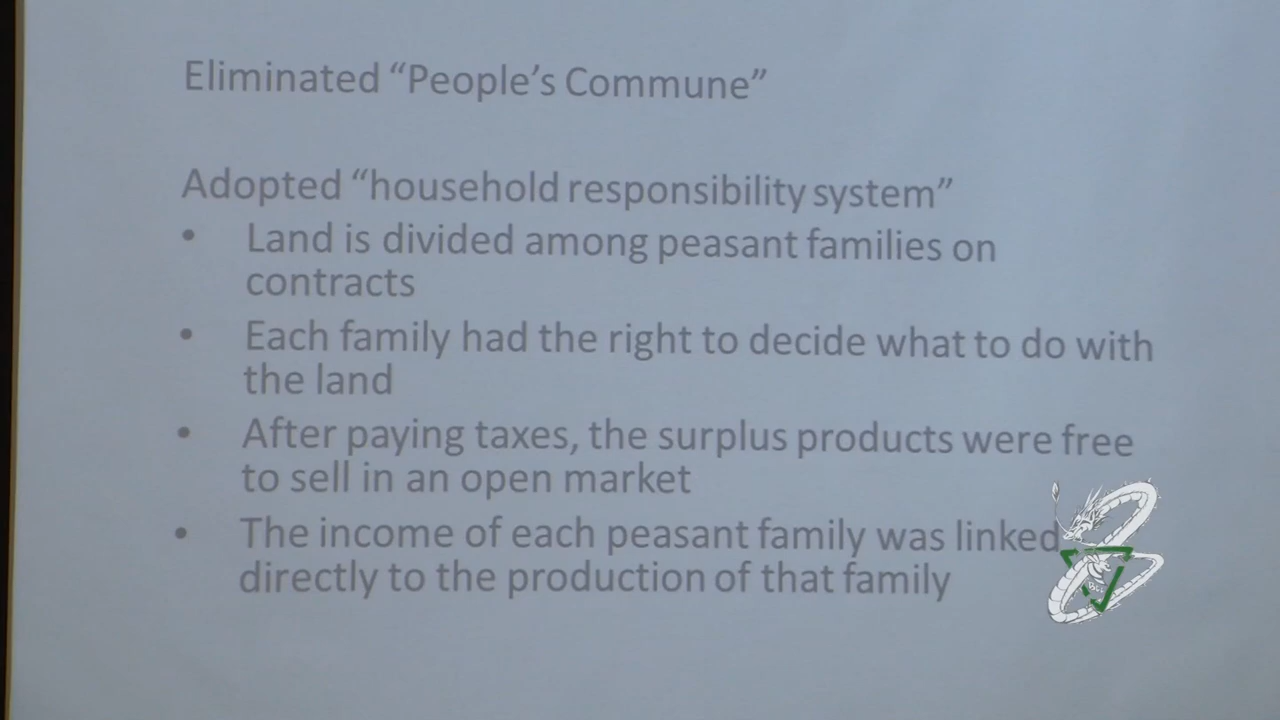 Eliminated “People’s Commune”
Adopted “household responsibility system”
• Land is divided among peasant families on
contracts
• Each family had the right to decide what to do with
the land
• After paying taxes, the surplus products were free
to sell in an open market
• The income of each peasant family was linked
directly to the production of that family